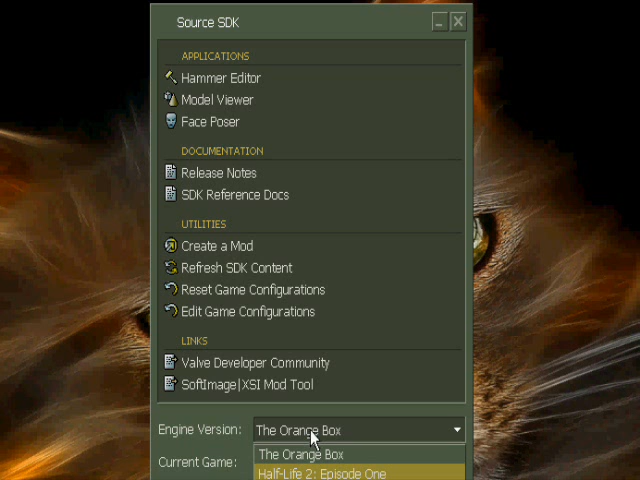 Source SDK
APPLICATIONS
Hammer Editor
Model Viewer
Face Poser
DOCUMENTATION
Release Notes
SDK Reference Docs
UTILITIES
Create a Mod
Refresh SDK Content
Reset Game Configurations
Edit Game Configurations
LINKS
Valve Developer Community
SoftImage|XSI Mod Tool
Engine Version: The Orange Box
The Orange Box
Current Game:
Half-Life 2: Episode One